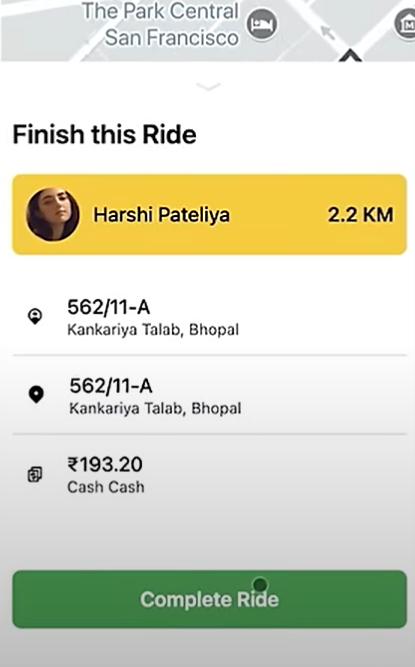 The Park Central
San Francisco
M
Finish this Ride
Harshi Pateliya
2.2 KM
562/11-A
Kankariya Talab, Bhopal
562/11-A
Kankariya Talab, Bhopal
₹193.20
Cash Cash
Complete Ride